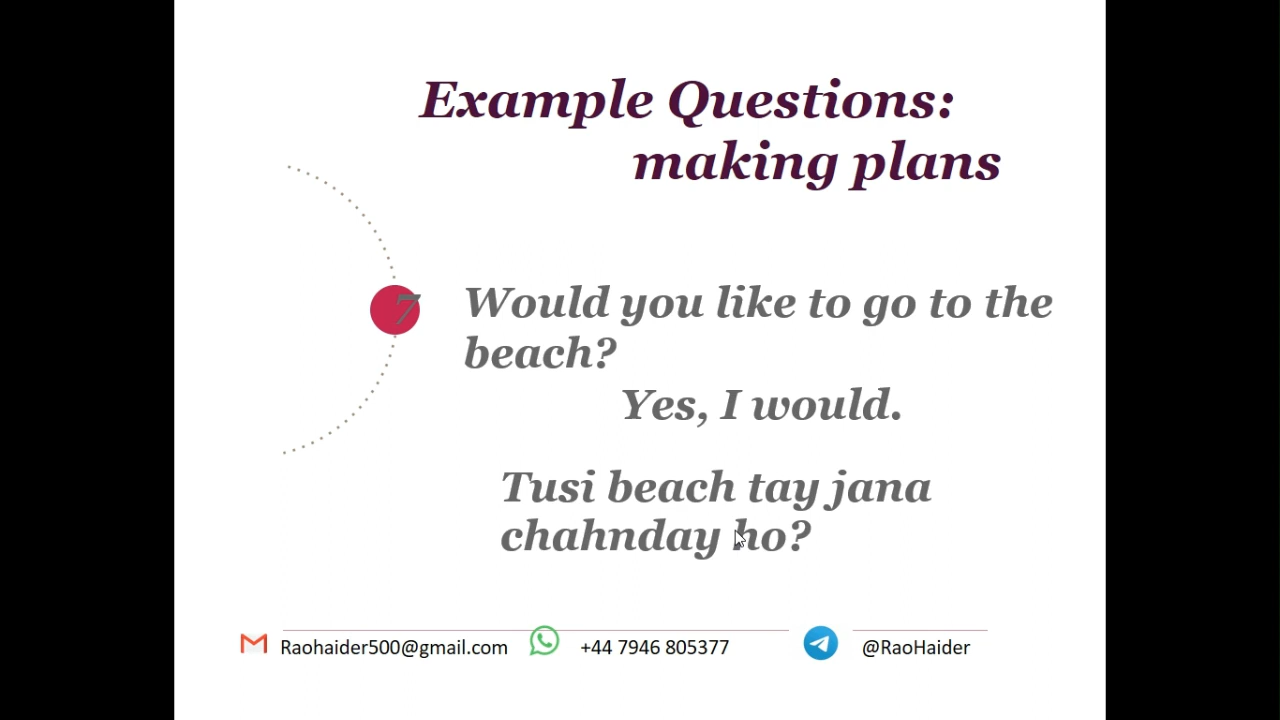 Example Questions:
making plans
7
Would you like to go to the
beach?
Yes, I would.
Tusi beach tay jana
chahnday ho?
Raohaider500@gmail.com
+44 7946 805377
@RaoHaider